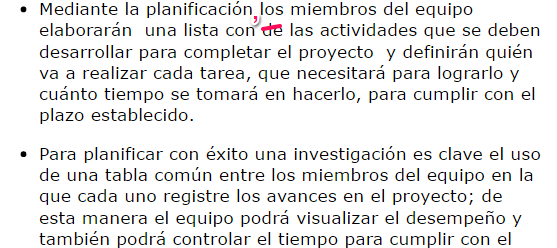 • Mediante la planificación, los miembros del equipo
elaborarán  una lista con de las actividades que se deben
desarrollar para completar el proyecto  y definirán quién
va a realizar cada tarea, que necesitará para lograrlo y
cuánto tiempo se tomará en hacerlo, para cumplir con el
plazo establecido.
• Para planificar con éxito una investigación es clave el uso
de una tabla común entre los miembros del equipo en la
que cada uno registre los avances en el proyecto; de
esta manera el equipo podrá visualizar el desempeño y
también podrá controlar el tiempo para cumplir con el